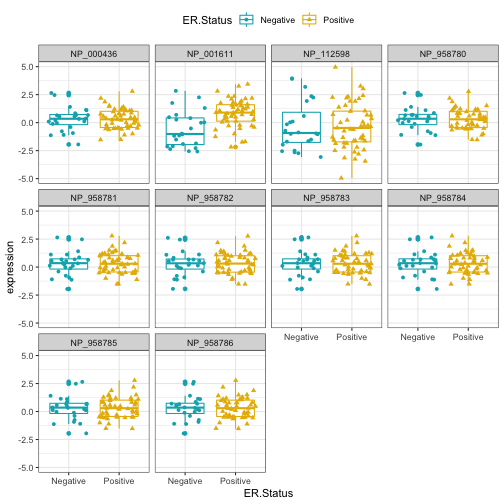 ER.Status Negative Positive
NP_000436 NP_001611 NP_112598 NP_958780
5.0
2.5
0.0
-2.5
-5.0
NP_958781 NP_958782 NP_958783 NP_958784
5.0
2.5
0.0
-2.5
-5.0
expression
Negative Positive Negative Positive
NP_958785 NP_958786
5.0
2.5
0.0
-2.5
-5.0
Negative Positive Negative Positive
ER.Status